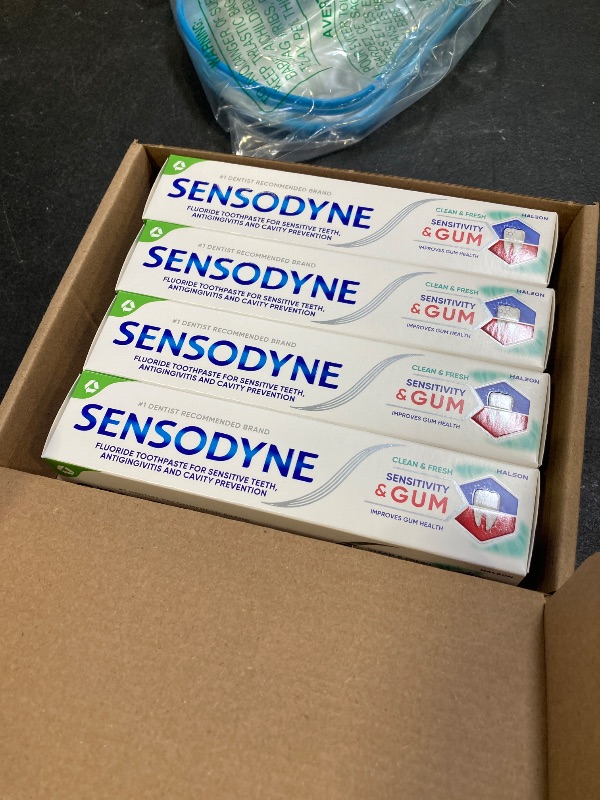 WARNING:
#1 DENTIST RECOMMENDED BRAND
SENSODYNE
FLUORIDE TOOTHPASTE FOR SENSITIVE TEETH,
ANTIGINGIVITIS AND CAVITY PREVENTION
CLEAN & FRESH
HALEON
SENSITIVITY
& GUM
IMPROVES GUM HEALTH
#1 DENTIST RECOMMENDED BRAND
SENSODYNE
FLUORIDE TOOTHPASTE FOR SENSITIVE TEETH,
ANTIGINGIVITIS AND CAVITY PREVENTION
CLEAN & FRESH
HALEON
SENSITIVITY
& GUM
IMPROVES GUM HEALTH
#1 DENTIST RECOMMENDED BRAND
SENSODYNE
FLUORIDE TOOTHPASTE FOR SENSITIVE TEETH,
ANTIGINGIVITIS AND CAVITY PREVENTION
CLEAN & FRESH
HALEON
SENSITIVITY
& GUM
IMPROVES GUM HEALTH
#1 DENTIST RECOMMENDED BRAND
SENSODYNE
FLUORIDE TOOTHPASTE FOR SENSITIVE TEETH,
ANTIGINGIVITIS AND CAVITY PREVENTION
CLEAN & FRESH
HALEON
SENSITIVITY
& GUM
IMPROVES GUM HEALTH